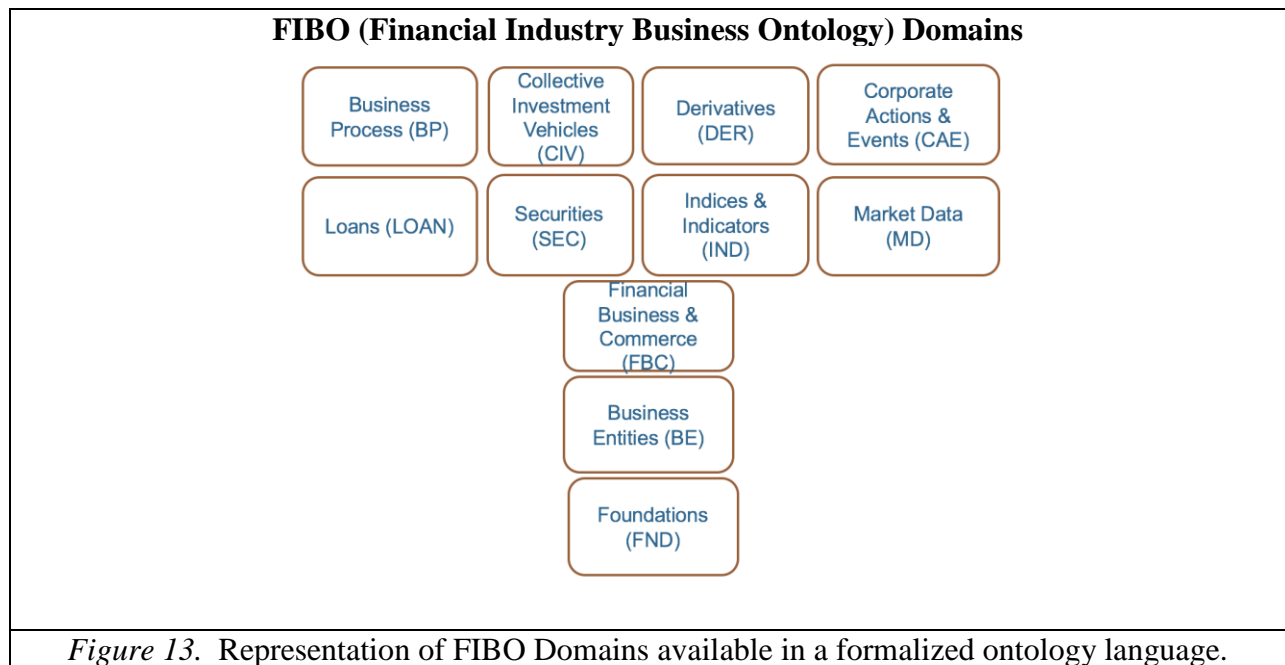 FIBO (Financial Industry Business Ontology) Domains
Business
Process (BP)
Collective
Investment
Vehicles
(CIV)
Derivatives
(DER)
Corporate
Actions &
Events (CAE)
Loans (LOAN)
Securities
(SEC)
Indices &
Indicators
(IND)
Market Data
(MD)
Financial
Business &
Commerce
(FBC)
Business
Entities (BE)
Foundations
(FND)
Figure 13. Representation of FIBO Domains available in a formalized ontology language.